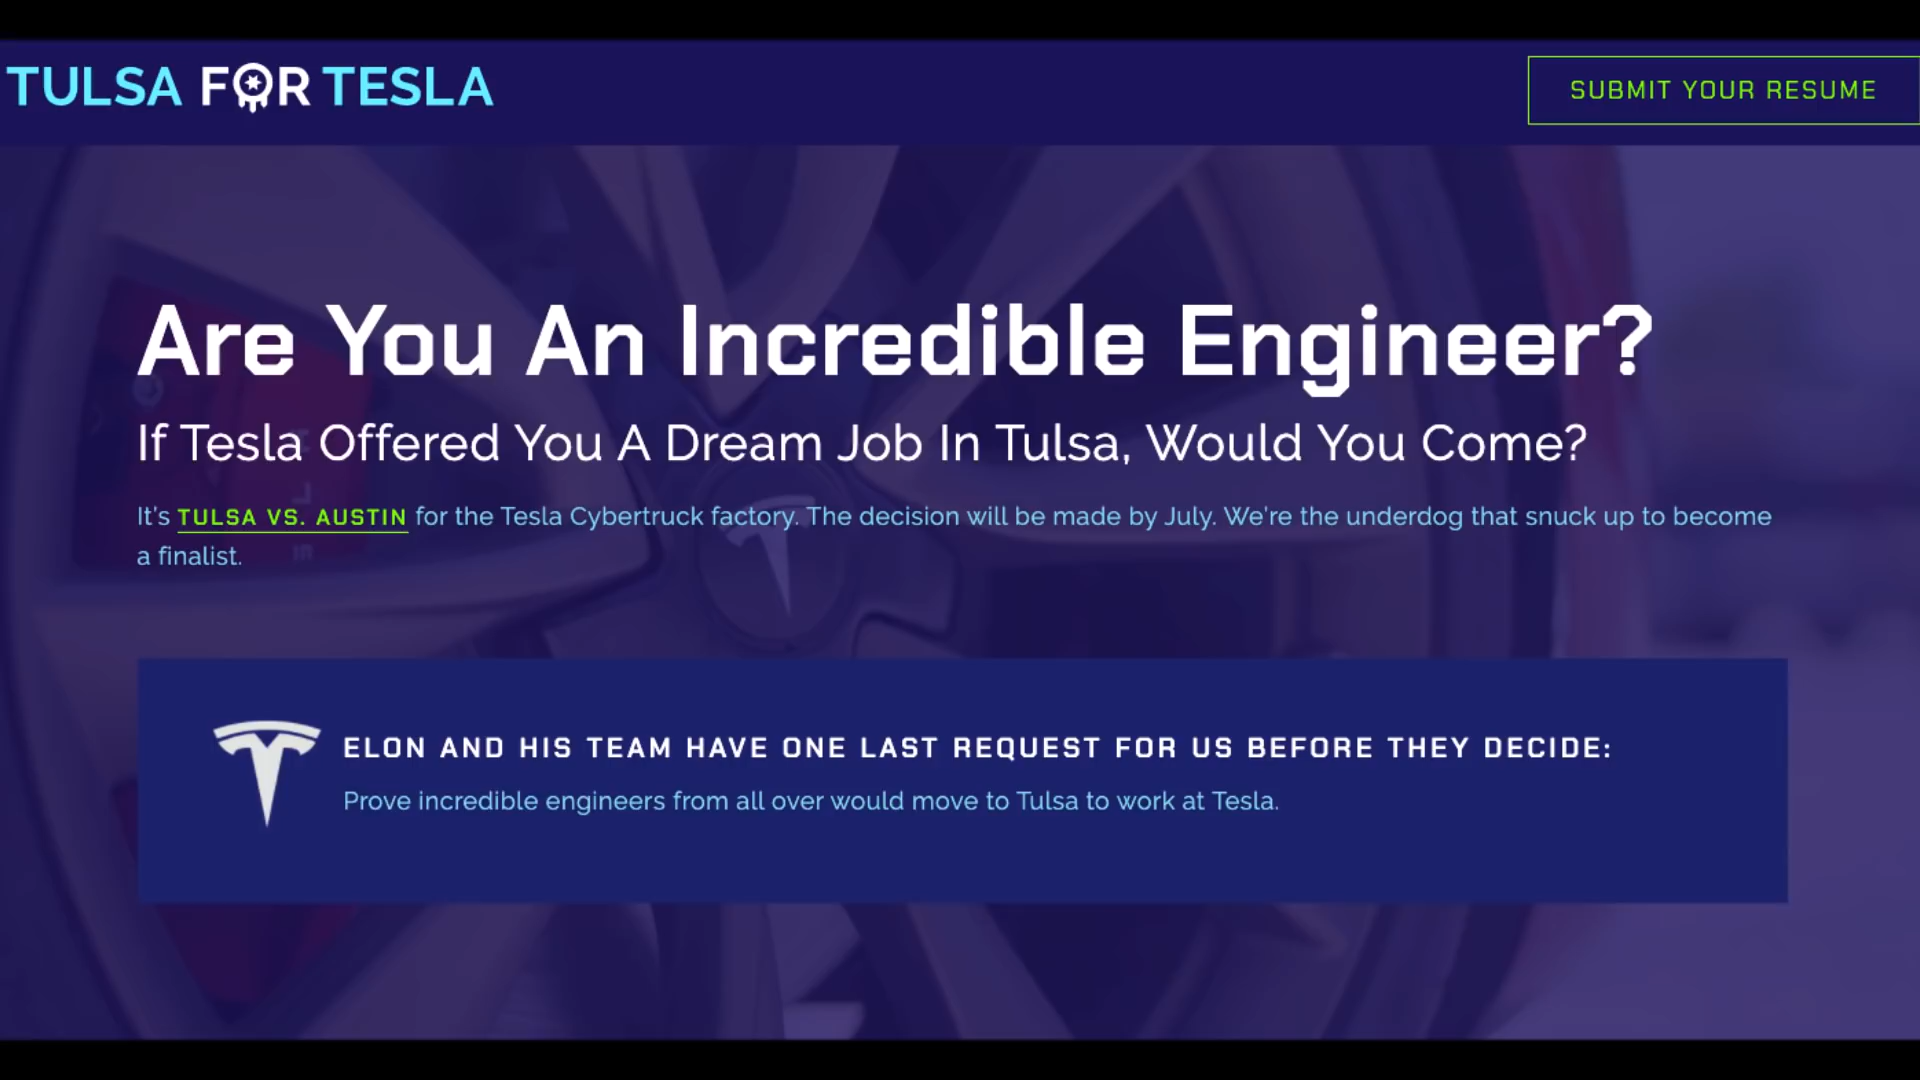 TULSA FOR TESLA
SUBMIT YOUR RESUME
Are You An Incredible Engineer?
If Tesla Offered You A Dream Job In Tulsa, Would You Come?
It's TULSA VS. AUSTIN for the Tesla Cybertruck factory. The decision will be made by July. We're the underdog that snuck up to become
a finalist.
ELON AND HIS TEAM HAVE ONE LAST REQUEST FOR US BEFORE THEY DECIDE:
Prove incredible engineers from all over would move to Tulsa to work at Tesla.